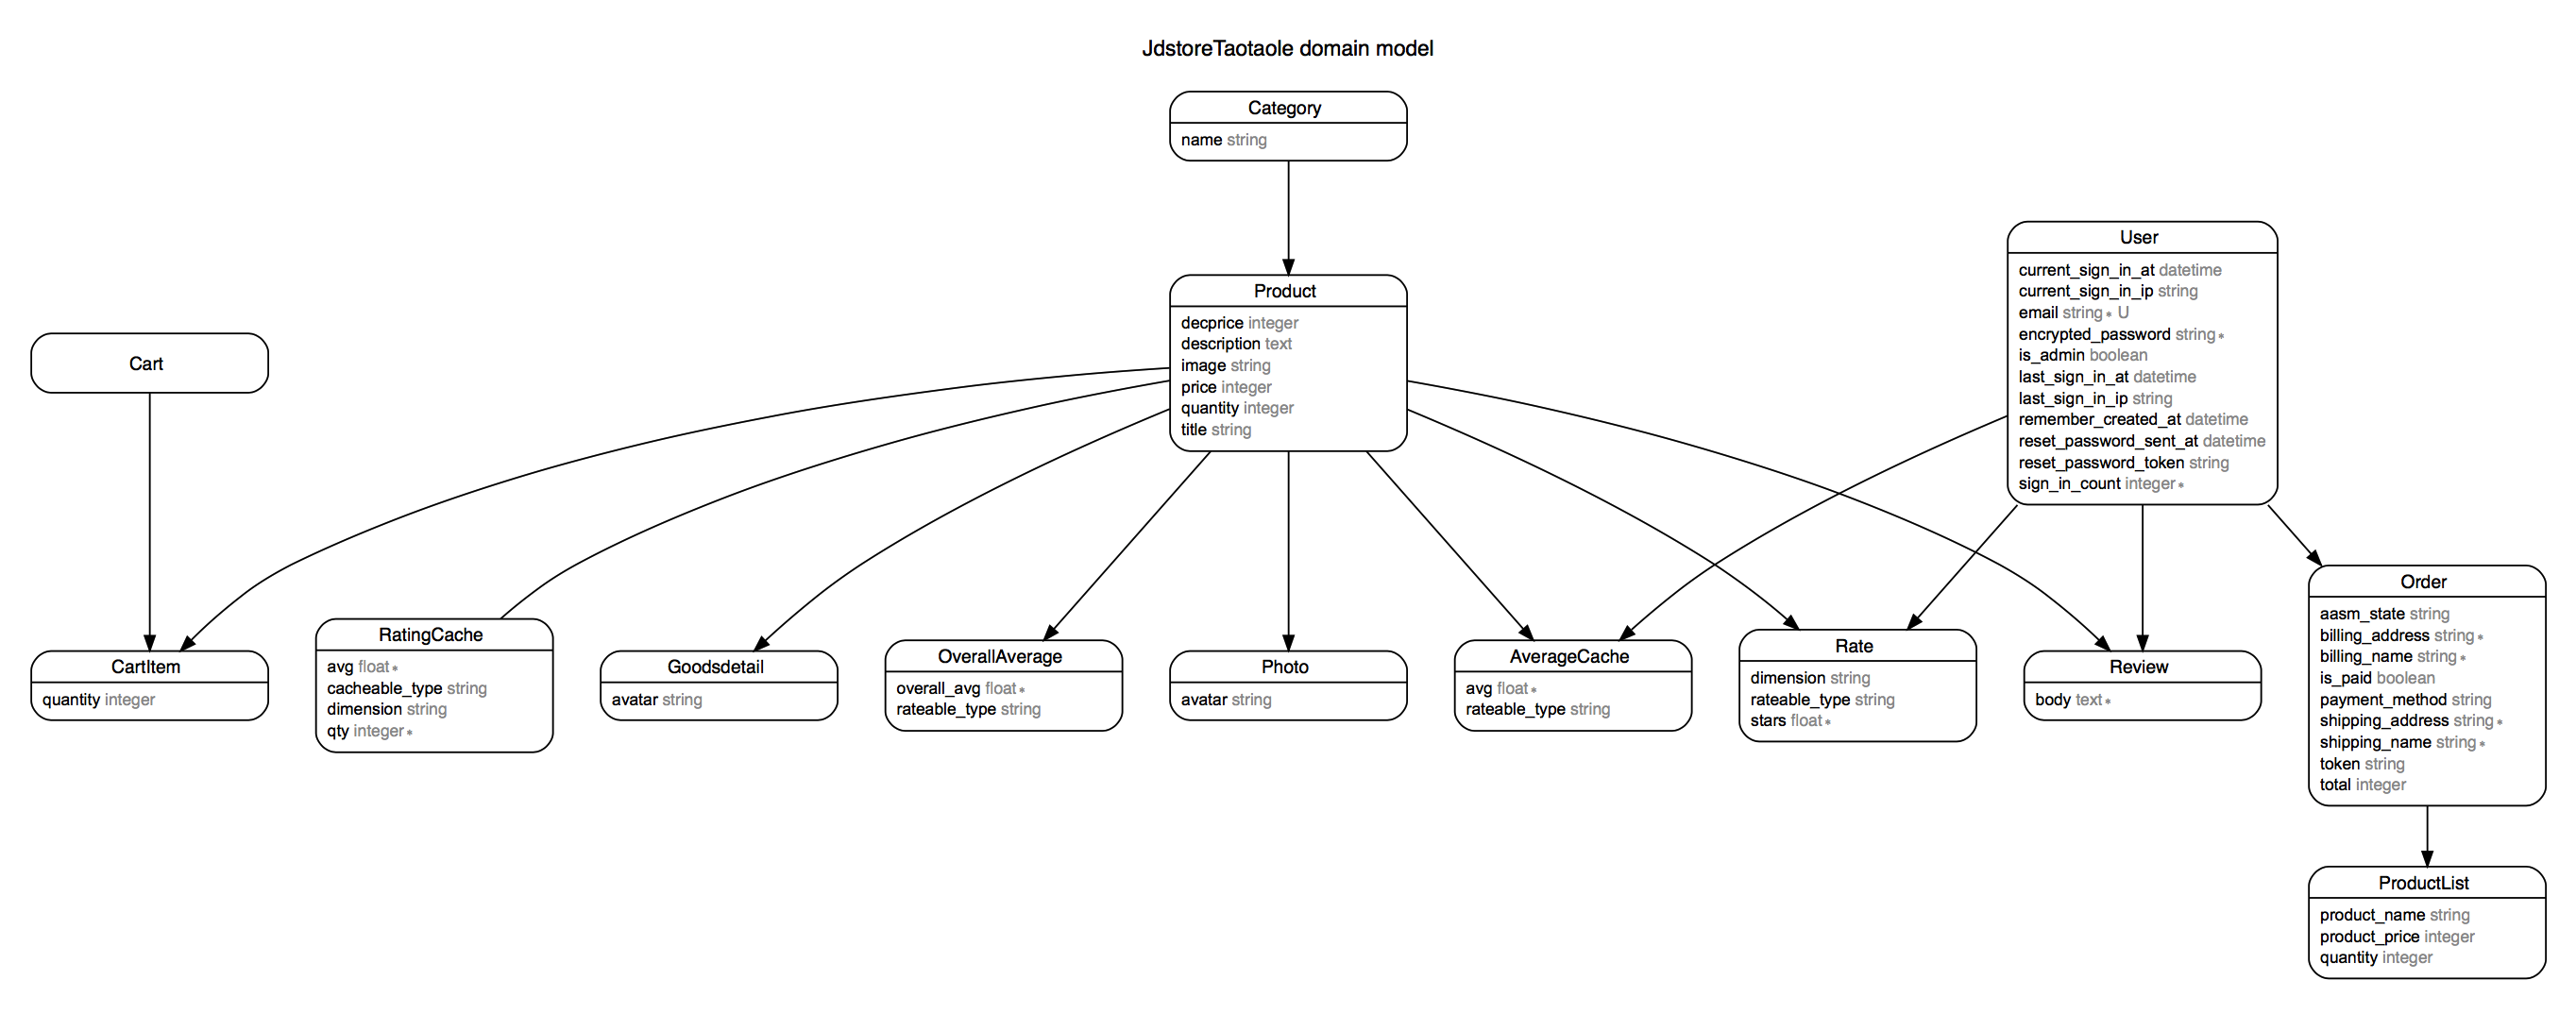 JdstoreTaotaole domain model
Category
name string
Product
decprice integer
description text
image string
price integer
quantity integer
title string
User
current_sign_in_at datetime
current_sign_in_ip string
email string* U
encrypted_password string*
is_admin boolean
last_sign_in_at datetime
last_sign_in_ip string
remember_created_at datetime
reset_password_sent_at datetime
reset_password_token string
sign_in_count integer*
Cart
CartItem
quantity integer
RatingCache
avg float*
cacheable_type string
dimension string
qty integer*
Goodsdetail
avatar string
OverallAverage
overall_avg float*
rateable_type string
Photo
avatar string
AverageCache
avg float*
rateable_type string
Rate
dimension string
rateable_type string
stars float*
Review
body text*
Order
aasm_state string
billing_address string*
billing_name string*
is_paid boolean
payment_method string
shipping_address string*
shipping_name string*
token string
total integer
ProductList
product_name string
product_price integer
quantity integer